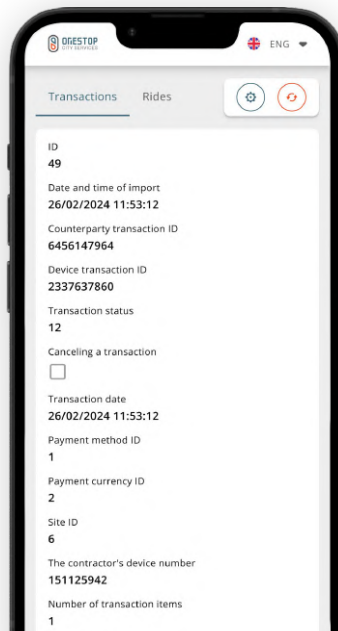 ONESTOP
CITY SERVICES
ENG
Transactions Rides
ID
49
Date and time of import
26/02/2024 11:53:12
Counterparty transaction ID
6456147964
Device transaction ID
2337637860
Transaction status
12
Canceling a transaction
Transaction date
26/02/2024 11:53:12
Payment method ID
1
Payment currency ID
2
Site ID
6
The contractor's device number
151125942
Number of transaction items
1